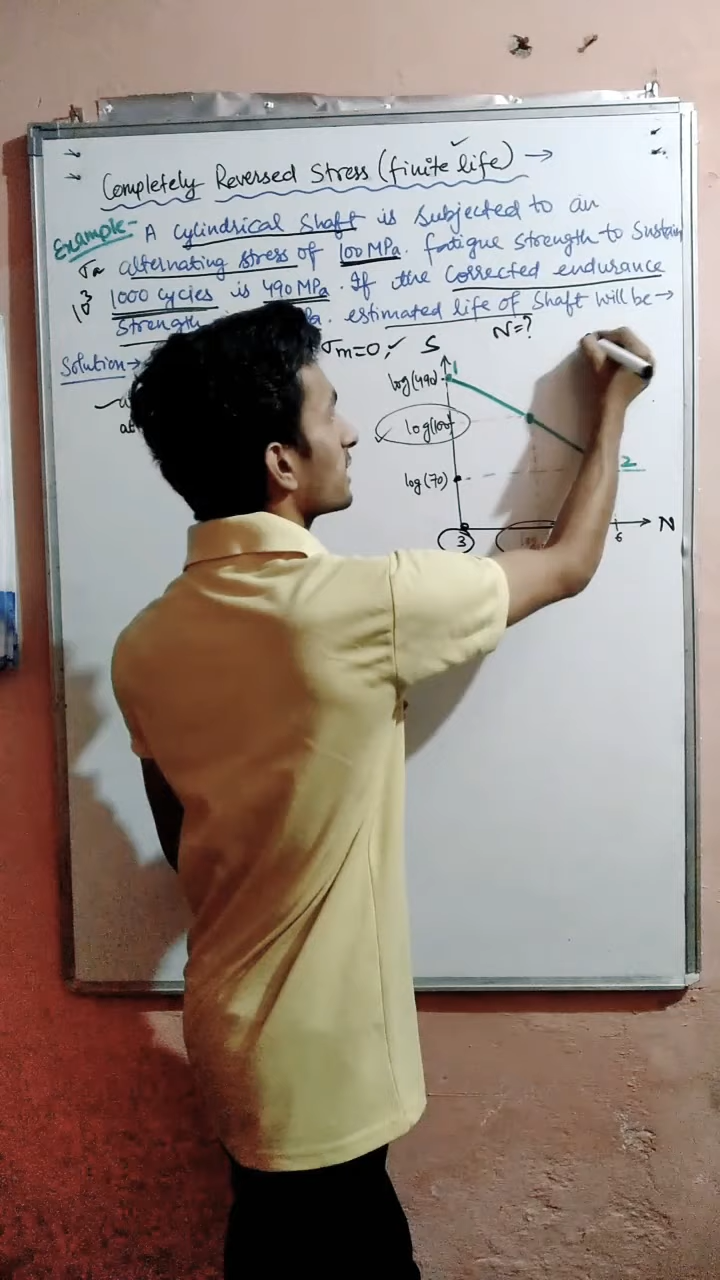 Completely Reversed Stress (finite life) →
Example- A cylindrical shaft is subjected to an
σa alternating stress of 100 MPa. fatigue strength to sustain
10³ 1000 cycles is 490 MPa. If the corrected endurance
strength estimated life of shaft will be →
Solution → σm=0, ✓ N=?
S
1
log(490)
log(100)
log(70)
2
3 6 N